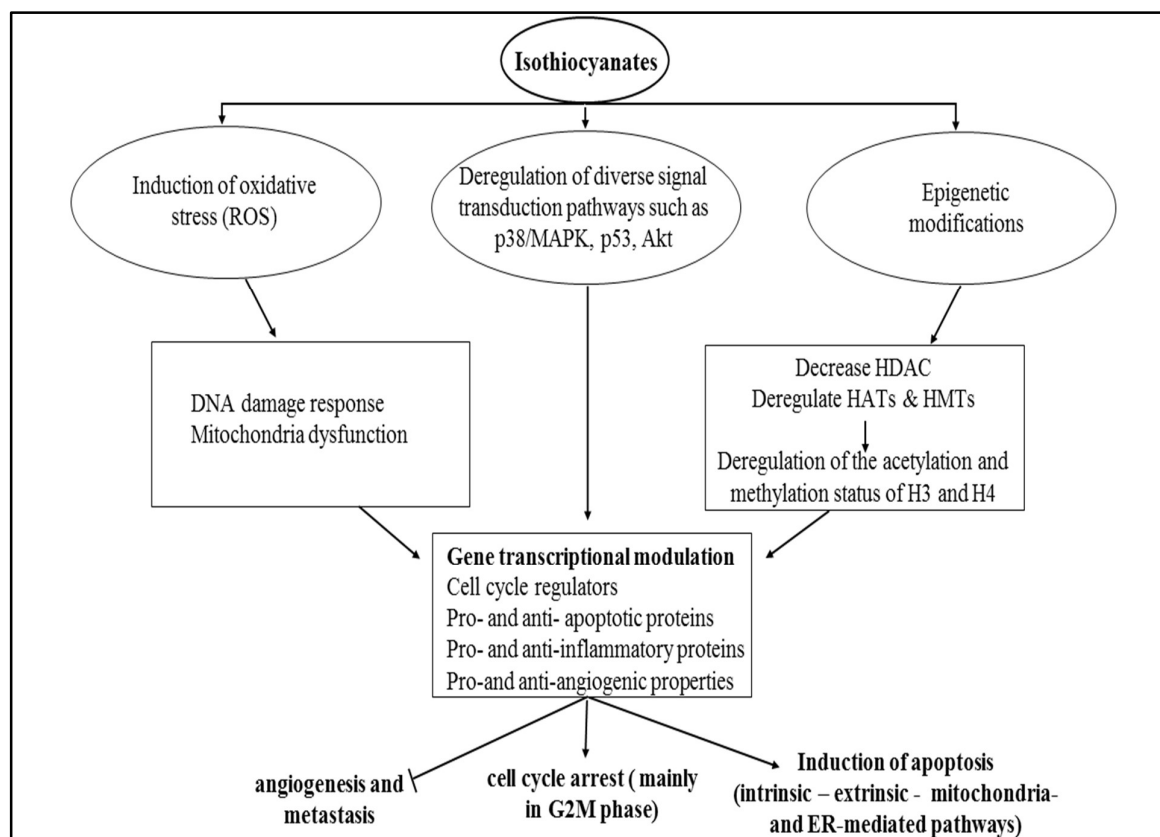 Isothiocyanates
Induction of oxidative
stress (ROS)
Deregulation of diverse signal
transduction pathways such as
p38/MAPK, p53, Akt
Epigenetic
modifications
DNA damage response
Mitochondria dysfunction
Decrease HDAC
Deregulate HATs & HMTs
Deregulation of the acetylation and
methylation status of H3 and H4
Gene transcriptional modulation
Cell cycle regulators
Pro- and anti- apoptotic proteins
Pro- and anti-inflammatory proteins
Pro-and anti-angiogenic properties
angiogenesis and
metastasis
cell cycle arrest ( mainly
in G2M phase)
Induction of apoptosis
(intrinsic – extrinsic - mitochondria-
and ER-mediated pathways)